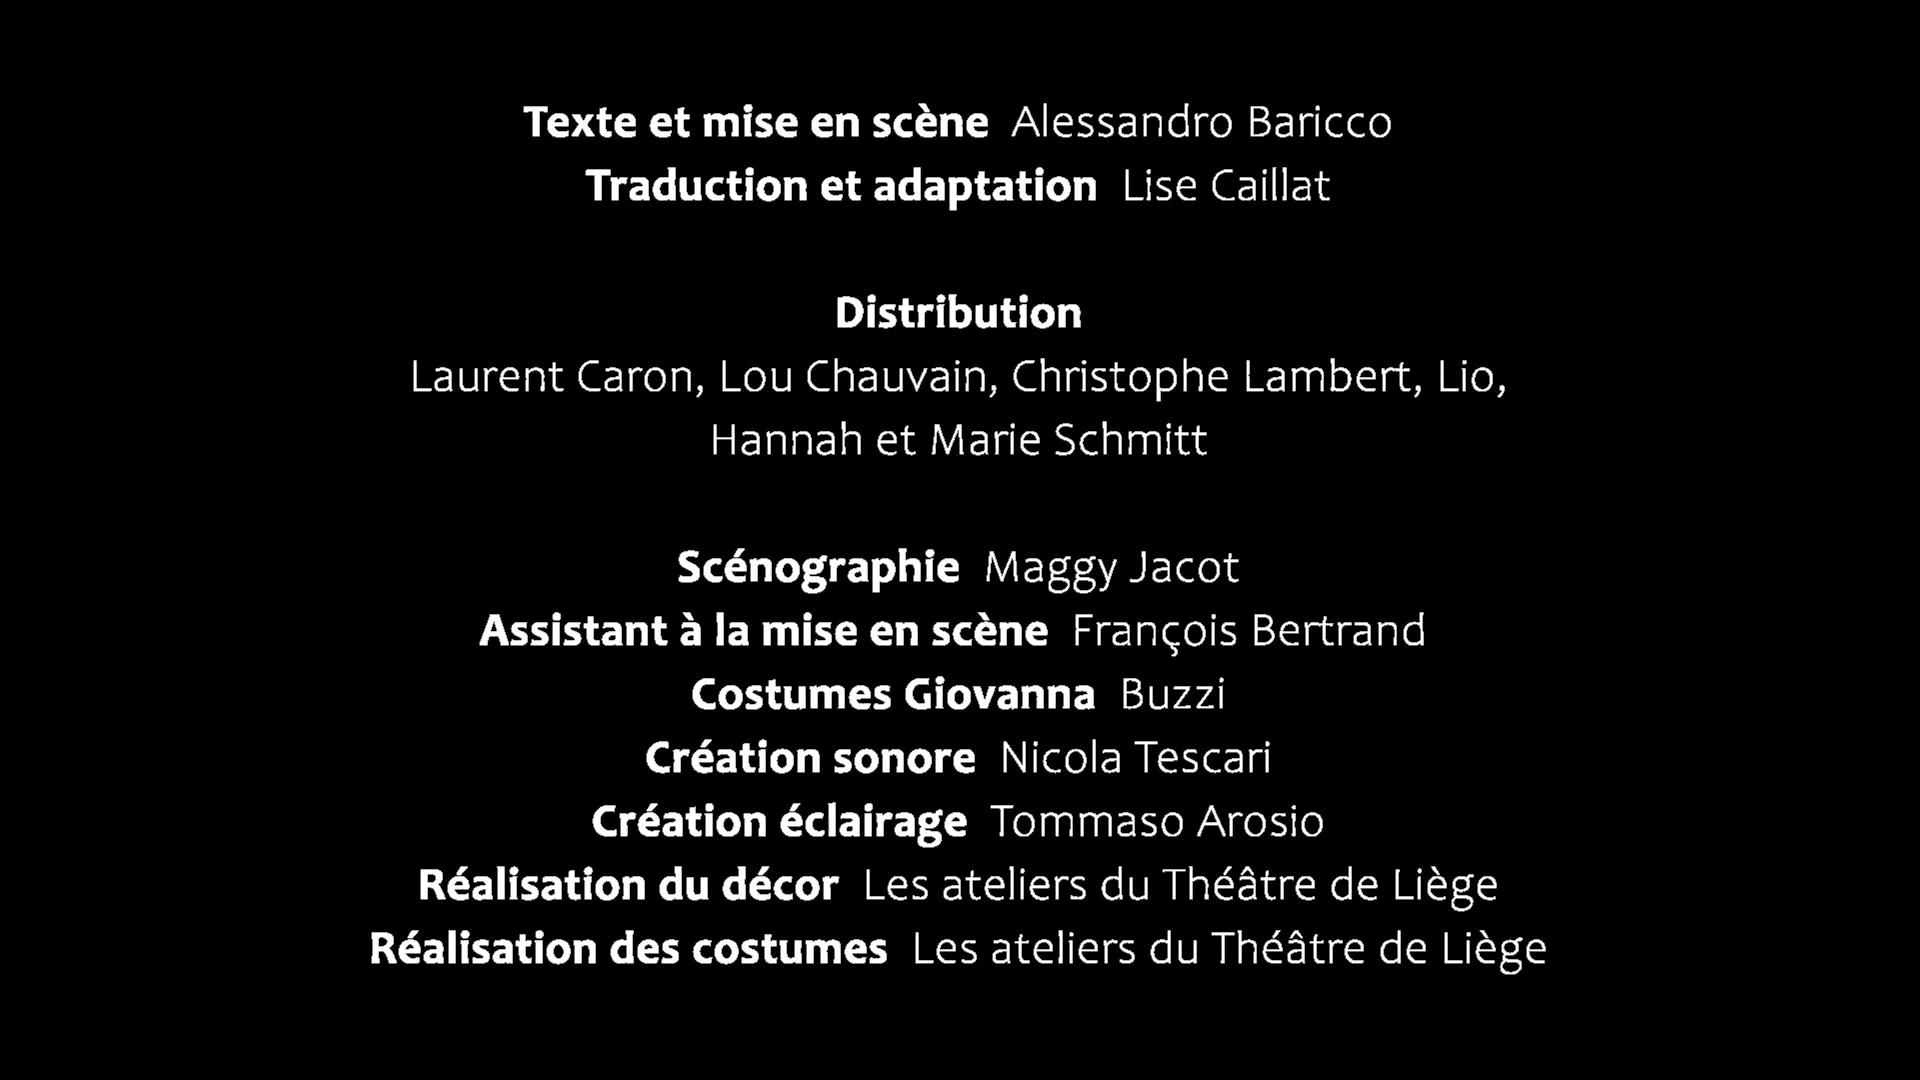 Texte et mise en scène Alessandro Baricco
Traduction et adaptation Lise Caillat
Distribution
Laurent Caron, Lou Chauvain, Christophe Lambert, Lio,
Hannah et Marie Schmitt
Scénographie Maggy Jacot
Assistant à la mise en scène François Bertrand
Costumes Giovanna Buzzi
Création sonore Nicola Tescari
Création éclairage Tommaso Arosio
Réalisation du décor Les ateliers du Théâtre de Liège
Réalisation des costumes Les ateliers du Théâtre de Liège